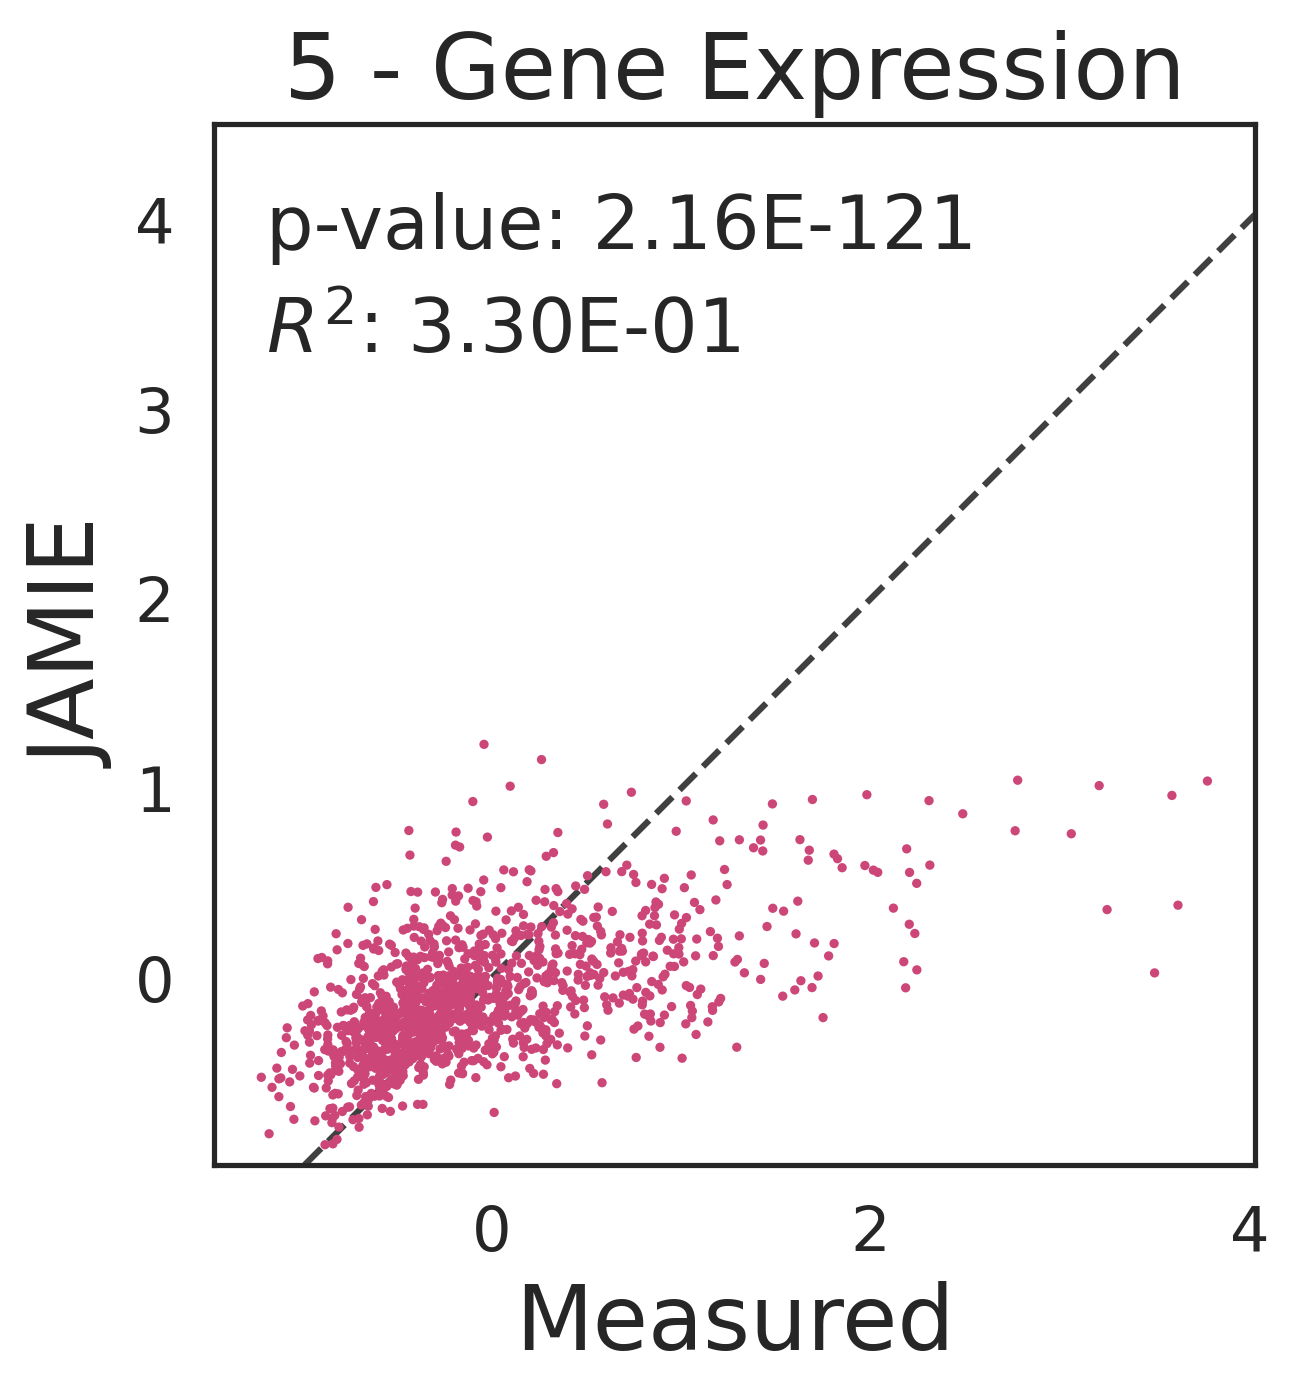 5 - Gene Expression
p-value: 2.16E-121
R²: 3.30E-01
4
3
2
1
0
JAMIE
0 2 4
Measured